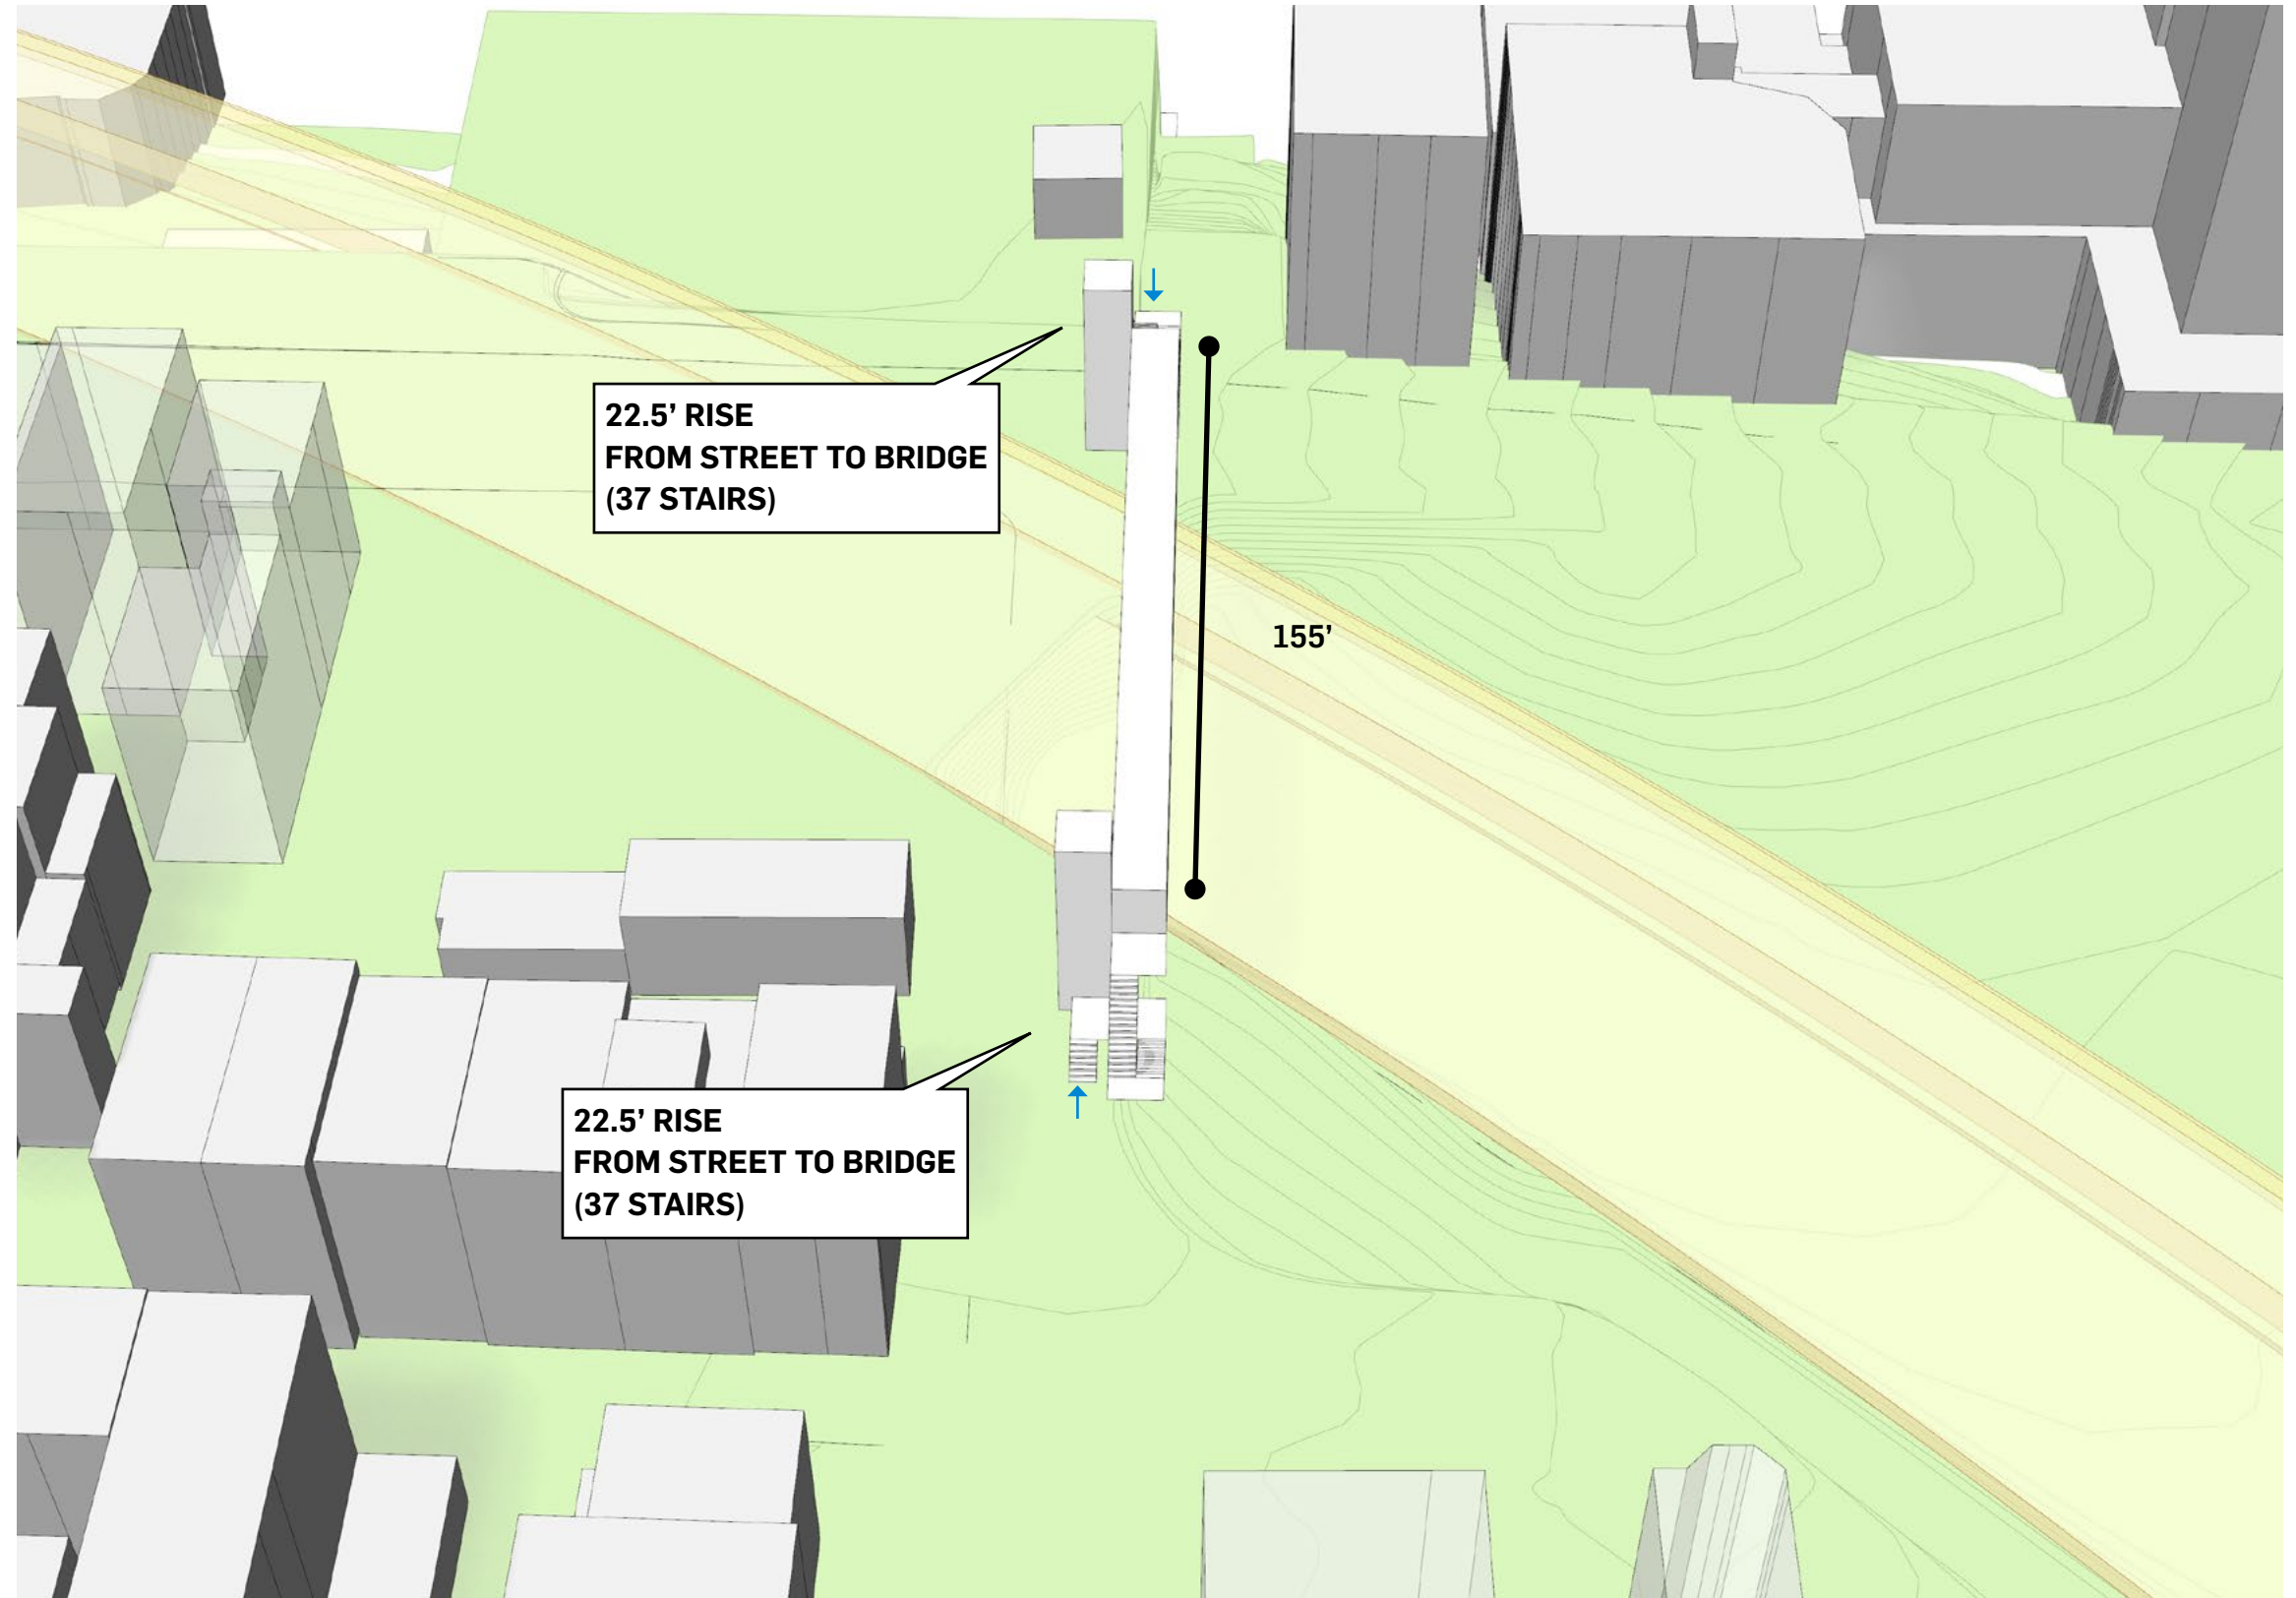 22.5’ RISE
FROM STREET TO BRIDGE
(37 STAIRS)
155’
22.5’ RISE
FROM STREET TO BRIDGE
(37 STAIRS)